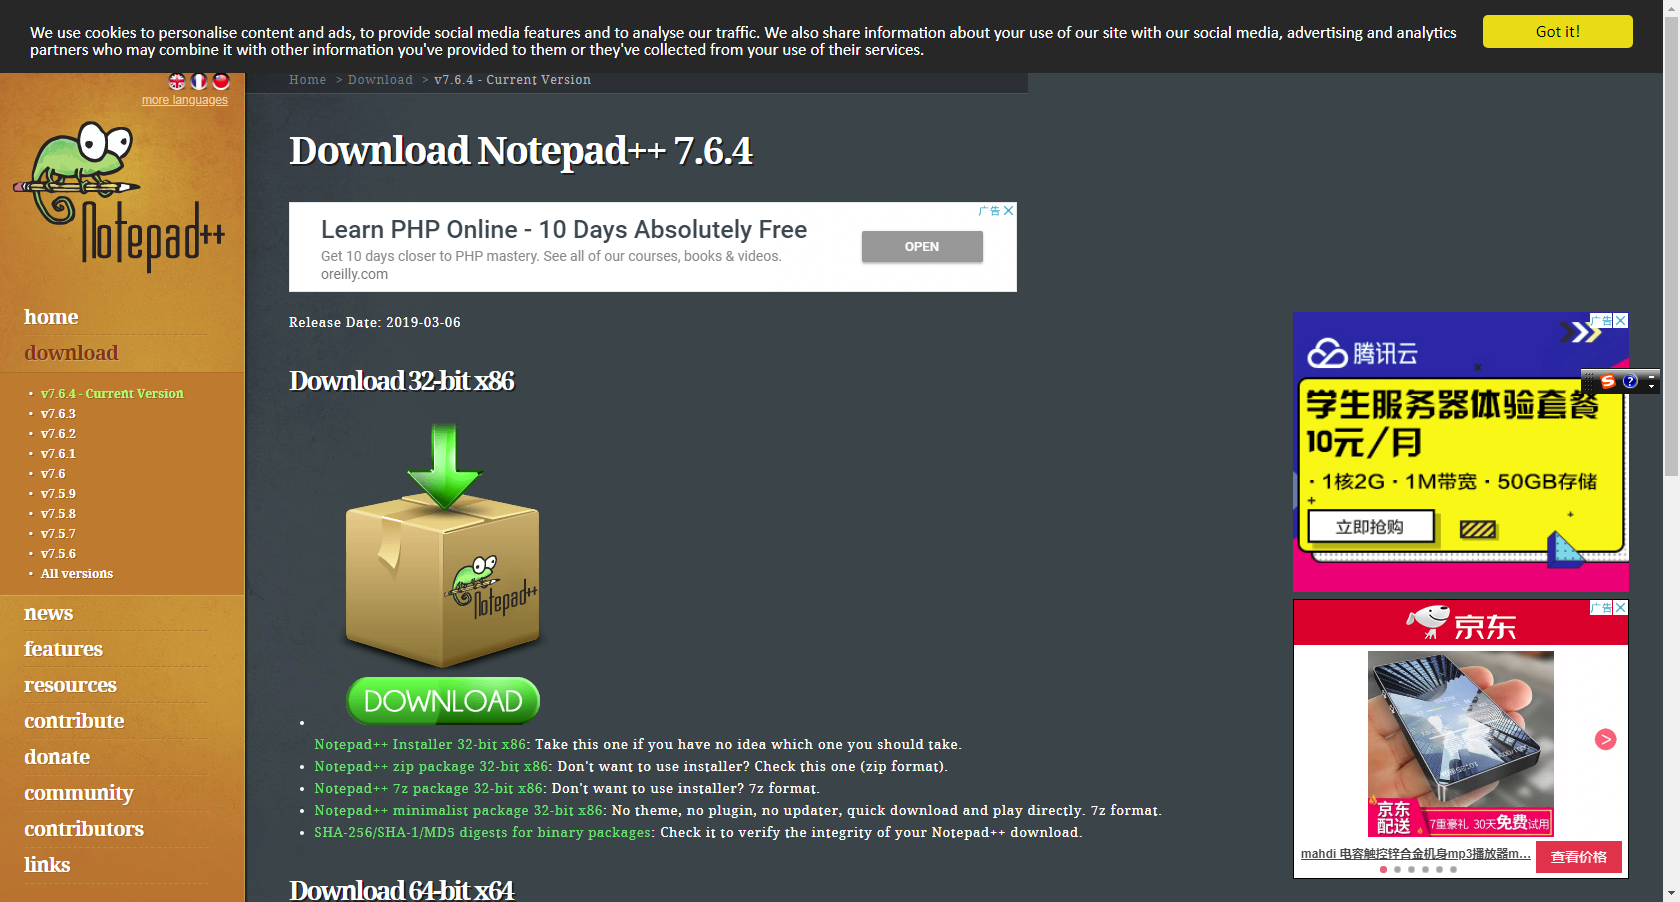 We use cookies to personalise content and ads, to provide social media features and to analyse our traffic. We also share information about your use of our site with our social media, advertising and analytics
partners who may combine it with other information you've provided to them or they've collected from your use of their services.
Got it!
more languages
Notepad++
home
download
v7.6.4 - Current Version
v7.6.3
v7.6.2
v7.6.1
v7.6
v7.5.9
v7.5.8
v7.5.7
v7.5.6
All versions
news
features
resources
contribute
donate
community
contributors
links
Home > Download > v7.6.4 - Current Version
Download Notepad++ 7.6.4
广告
Learn PHP Online - 10 Days Absolutely Free
Get 10 days closer to PHP mastery. See all of our courses, books & videos.
oreilly.com
OPEN
Release Date: 2019-03-06
Download 32-bit x86
Notepad++
DOWNLOAD
Notepad++ Installer 32-bit x86: Take this one if you have no idea which one you should take.
Notepad++ zip package 32-bit x86: Don't want to use installer? Check this one (zip format).
Notepad++ 7z package 32-bit x86: Don't want to use installer? 7z format.
Notepad++ minimalist package 32-bit x86: No theme, no plugin, no updater, quick download and play directly. 7z format.
SHA-256/SHA-1/MD5 digests for binary packages: Check it to verify the integrity of your Notepad++ download.
Download 64-bit x64
广告
腾讯云
学生服务器体验套餐
10元/月
·1核2G·1M带宽·50GB存储
立即抢购
广告
京东
京东
配送
7重豪礼 30天免费试用
mahdi 电容触控锌合金机身mp3播放器m...
查看价格